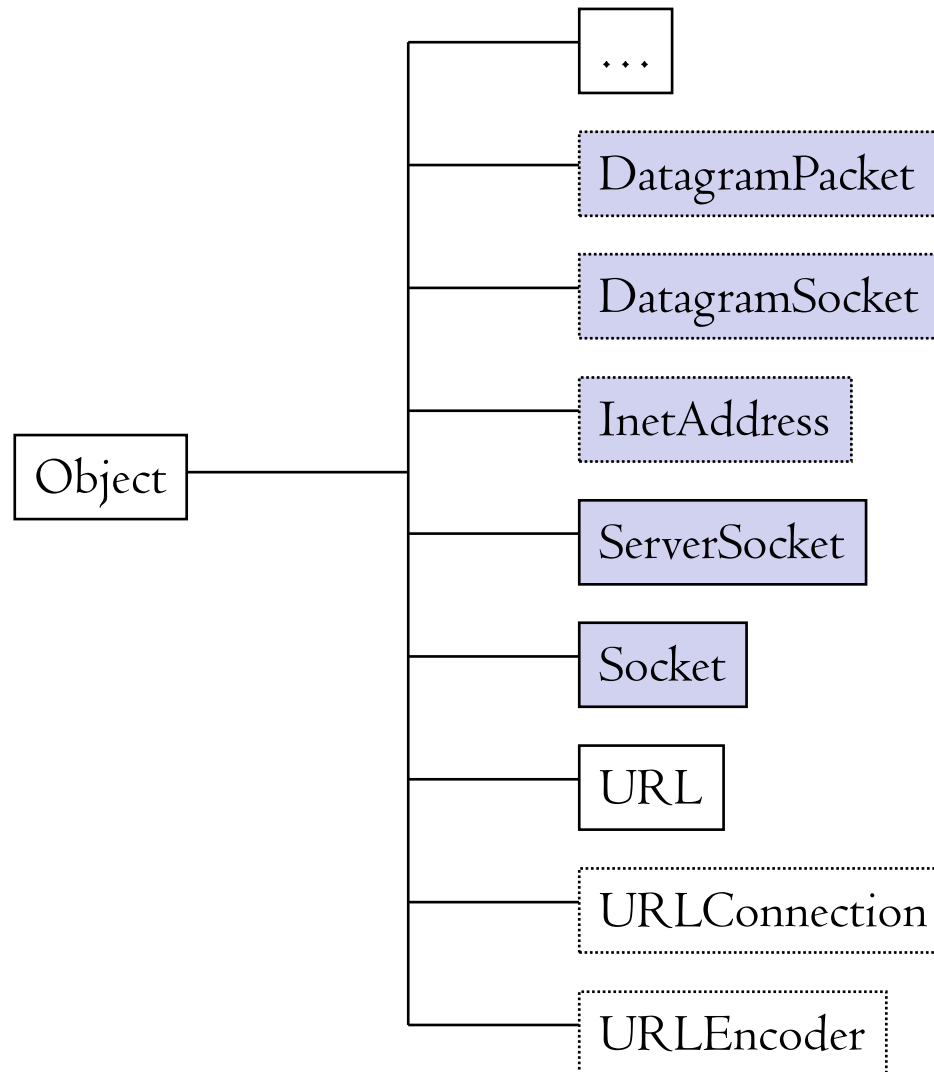 ...
DatagramPacket
DatagramSocket
InetAddress
Object
ServerSocket
Socket
URL
URLConnection
URLEncoder